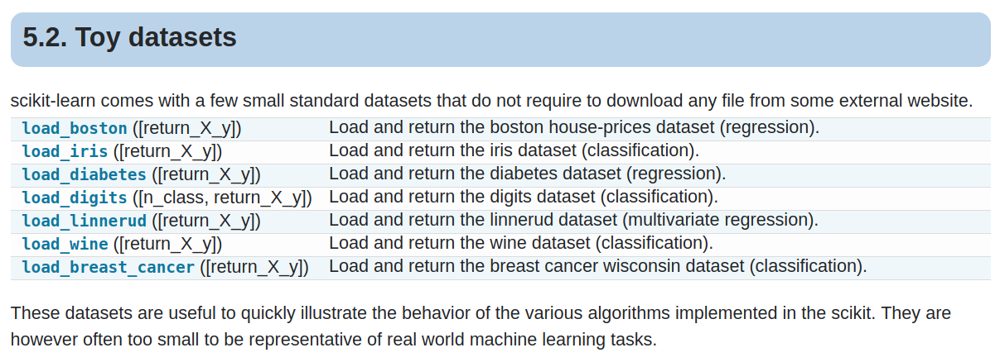 5.2. Toy datasets
scikit-learn comes with a few small standard datasets that do not require to download any file from some external website.
load_boston ([return_X_y]) Load and return the boston house-prices dataset (regression).
load_iris ([return_X_y]) Load and return the iris dataset (classification).
load_diabetes ([return_X_y]) Load and return the diabetes dataset (regression).
load_digits ([n_class, return_X_y]) Load and return the digits dataset (classification).
load_linnerud ([return_X_y]) Load and return the linnerud dataset (multivariate regression).
load_wine ([return_X_y]) Load and return the wine dataset (classification).
load_breast_cancer ([return_X_y]) Load and return the breast cancer wisconsin dataset (classification).
These datasets are useful to quickly illustrate the behavior of the various algorithms implemented in the scikit. They are
however often too small to be representative of real world machine learning tasks.